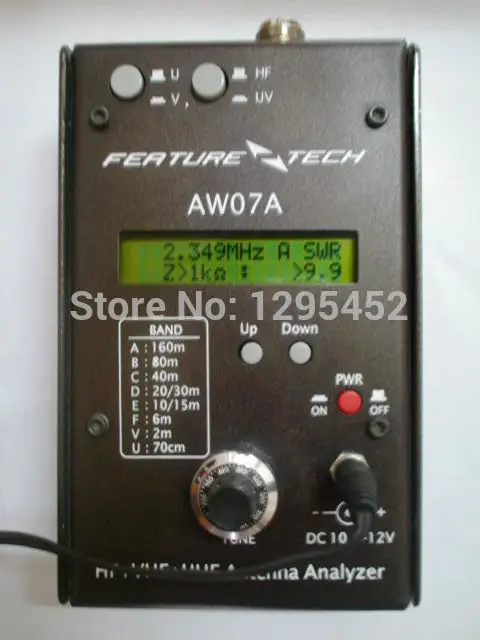 U HF
V, UV
FEATURE TECH
AW07A
2.349MHz A SWR
Z>1kΩ : >9.9
Store No: 1295452
BAND
A : 160m
B : 80m
C : 40m
D : 20/30m
E : 10/15m
F : 6m
V : 2m
U : 70cm
Up Down
PWR
ON OFF
TUNE
- +
DC 10 -12V
Antenna Analyzer